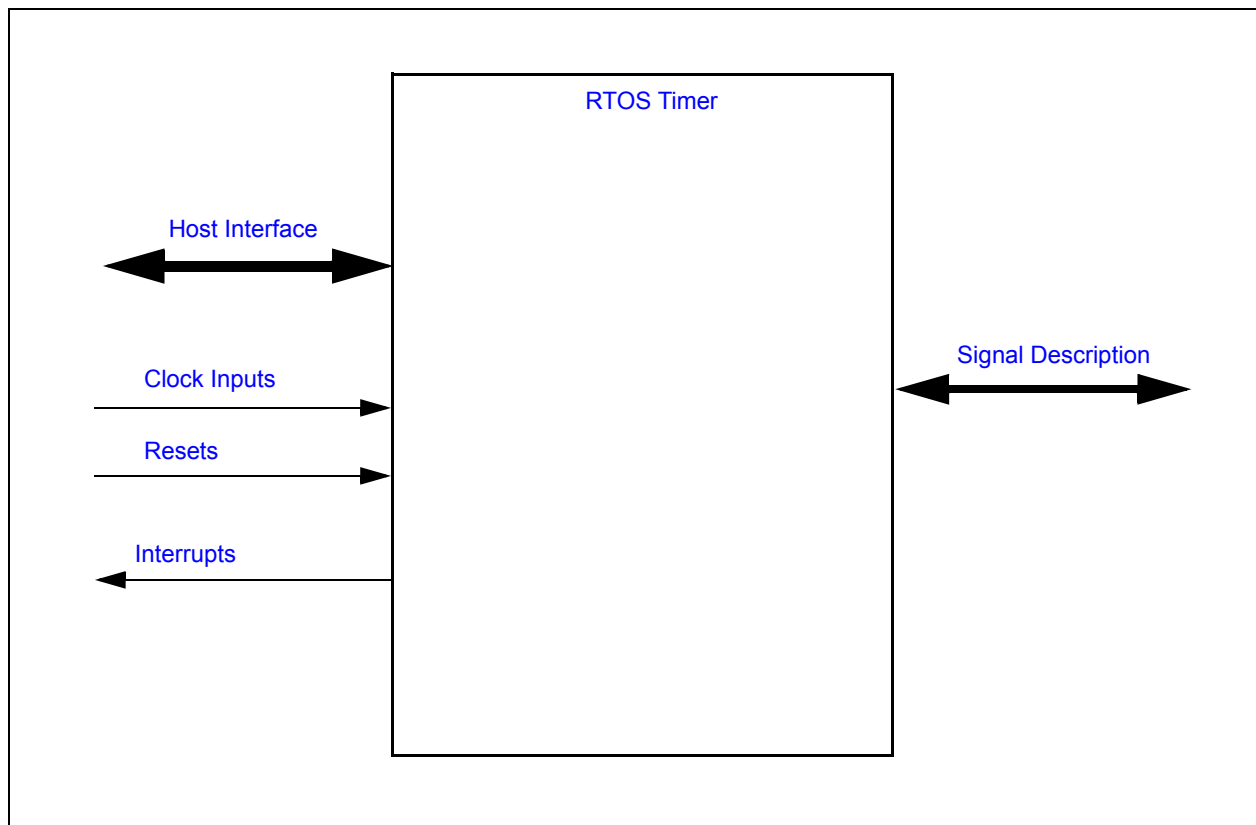 RTOS Timer
Host Interface
Signal Description
Clock Inputs
Resets
Interrupts